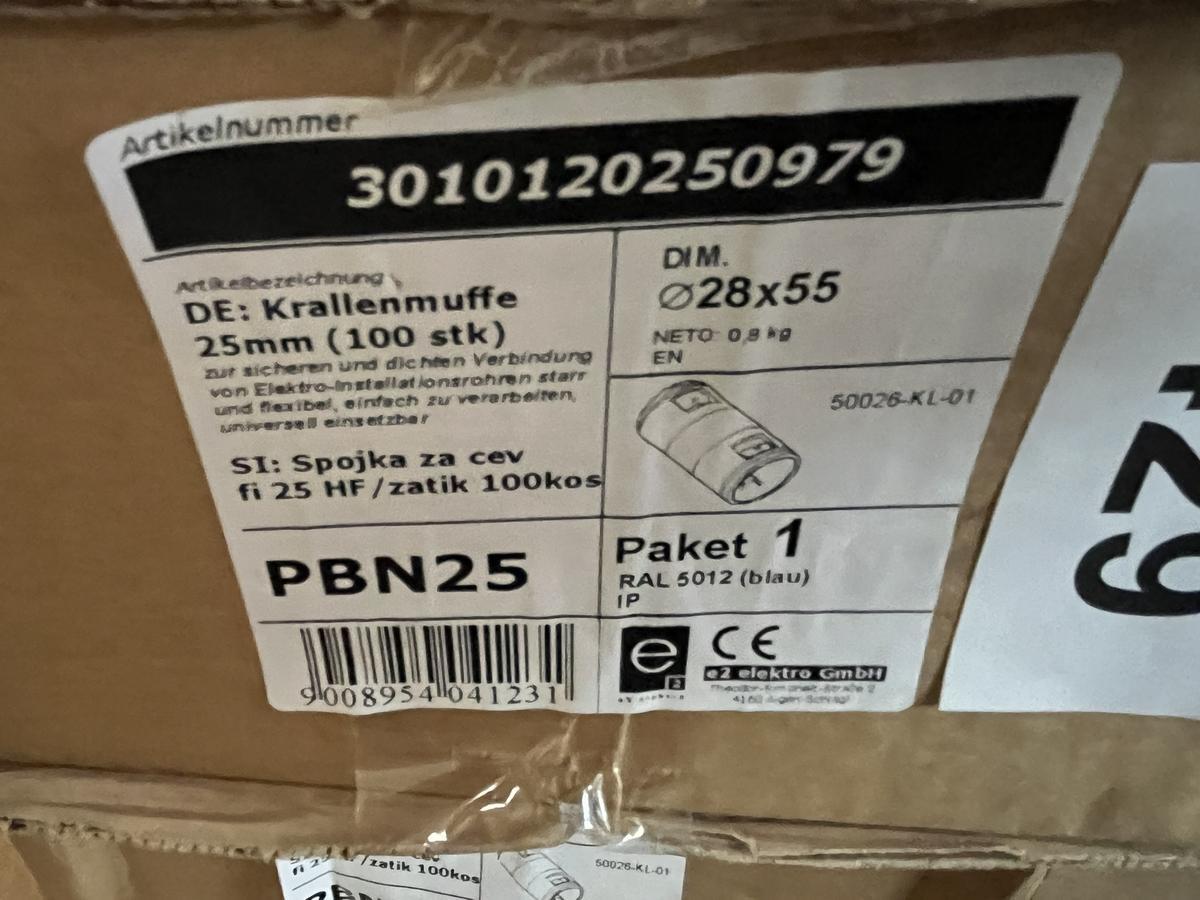 Artikelnummer
3010120250979
Artikelbezeichnung
DE: Krallenmuffe
25mm (100 stk)
zur sicheren und dichten Verbindung
von Elektro-Installationsrohren starr
und flexibel, einfach zu verarbeiten,
universell einsetzbar
SI: Spojka za cev
fi 25 HF/zatik 100kos
DIM.
Ø28x55
NETO 0,8 kg
EN
50026-KL-01
PBN25
Paket 1
RAL 5012 (blau)
IP
9 008954 041231
e
2
CE
e2 elektro GmbH
29
/zatik 100kos
50026-KL-01